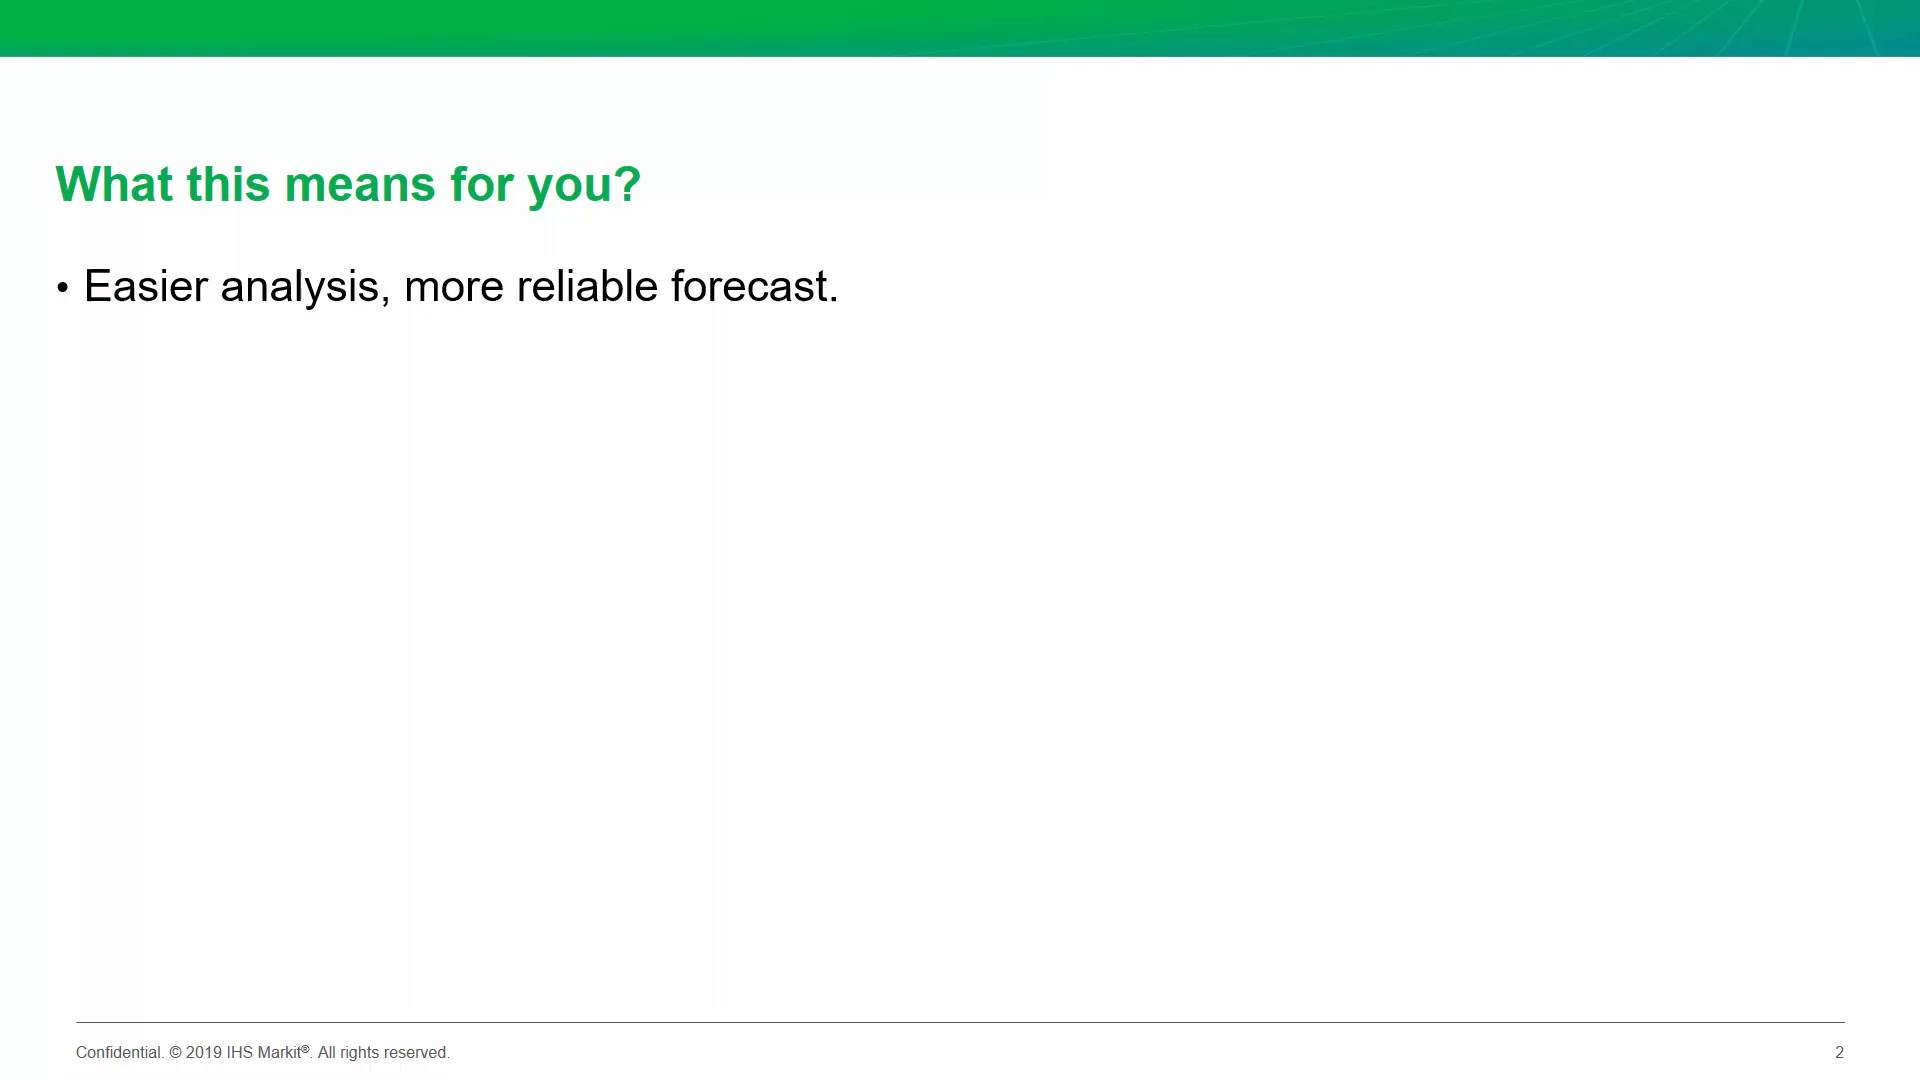 What this means for you?
• Easier analysis, more reliable forecast.
Confidential. © 2019 IHS Markit®. All rights reserved.
2